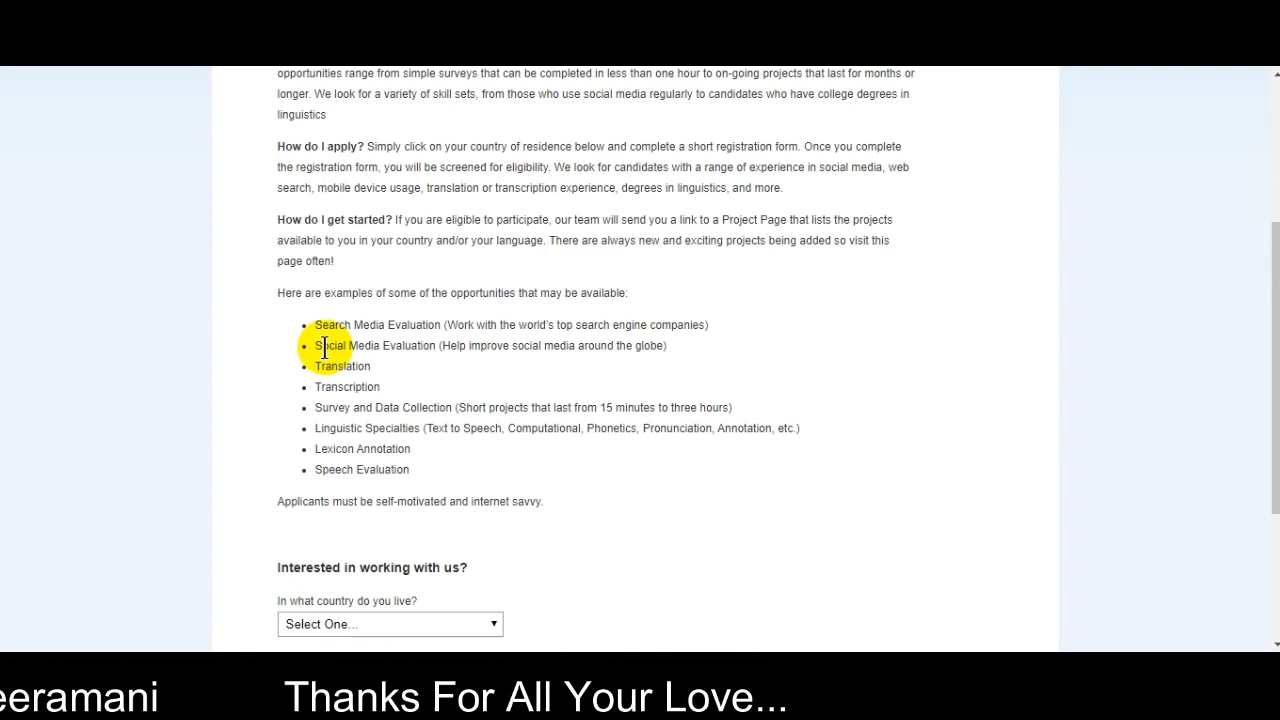 opportunities range from simple surveys that can be completed in less than one hour to on-going projects that last for months or
longer. We look for a variety of skill sets, from those who use social media regularly to candidates who have college degrees in
linguistics
How do I apply? Simply click on your country of residence below and complete a short registration form. Once you complete
the registration form, you will be screened for eligibility. We look for candidates with a range of experience in social media, web
search, mobile device usage, translation or transcription experience, degrees in linguistics, and more.
How do I get started? If you are eligible to participate, our team will send you a link to a Project Page that lists the projects
available to you in your country and/or your language. There are always new and exciting projects being added so visit this
page often!
Here are examples of some of the opportunities that may be available:
• Search Media Evaluation (Work with the world's top search engine companies)
• Social Media Evaluation (Help improve social media around the globe)
• Translation
• Transcription
• Survey and Data Collection (Short projects that last from 15 minutes to three hours)
• Linguistic Specialties (Text to Speech, Computational, Phonetics, Pronunciation, Annotation, etc.)
• Lexicon Annotation
• Speech Evaluation
Applicants must be self-motivated and internet savvy.
Interested in working with us?
In what country do you live?
Select One...
eeramani Thanks For All Your Love...